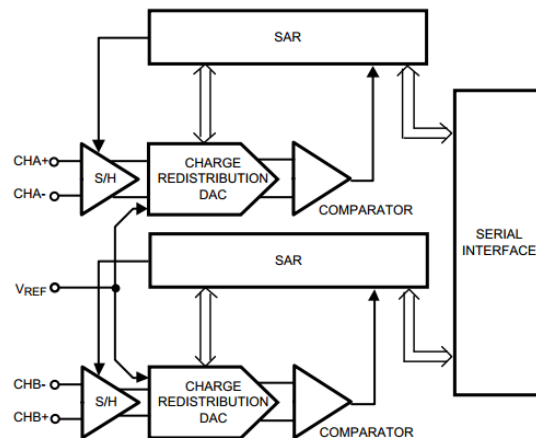 SAR
CHA+
CHA-
S/H
CHARGE
REDISTRIBUTION
DAC
COMPARATOR
SERIAL
INTERFACE
SAR
VREF
CHB-
CHB+
S/H
CHARGE
REDISTRIBUTION
DAC
COMPARATOR